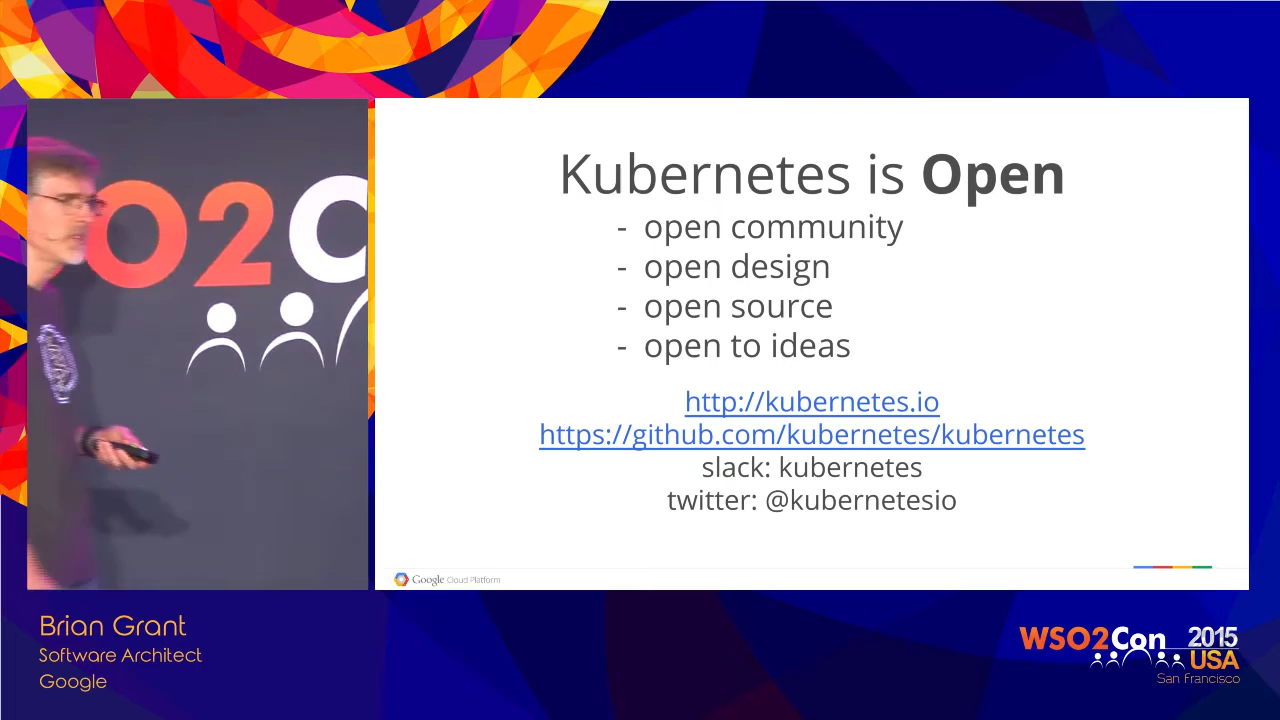 O2C
Kubernetes is Open
- open community
- open design
- open source
- open to ideas
http://kubernetes.io
https://github.com/kubernetes/kubernetes
slack: kubernetes
twitter: @kubernetesio
Google Cloud Platform
Brian Grant
Software Architect
Google
WSO2Con 2015
USA
San Francisco